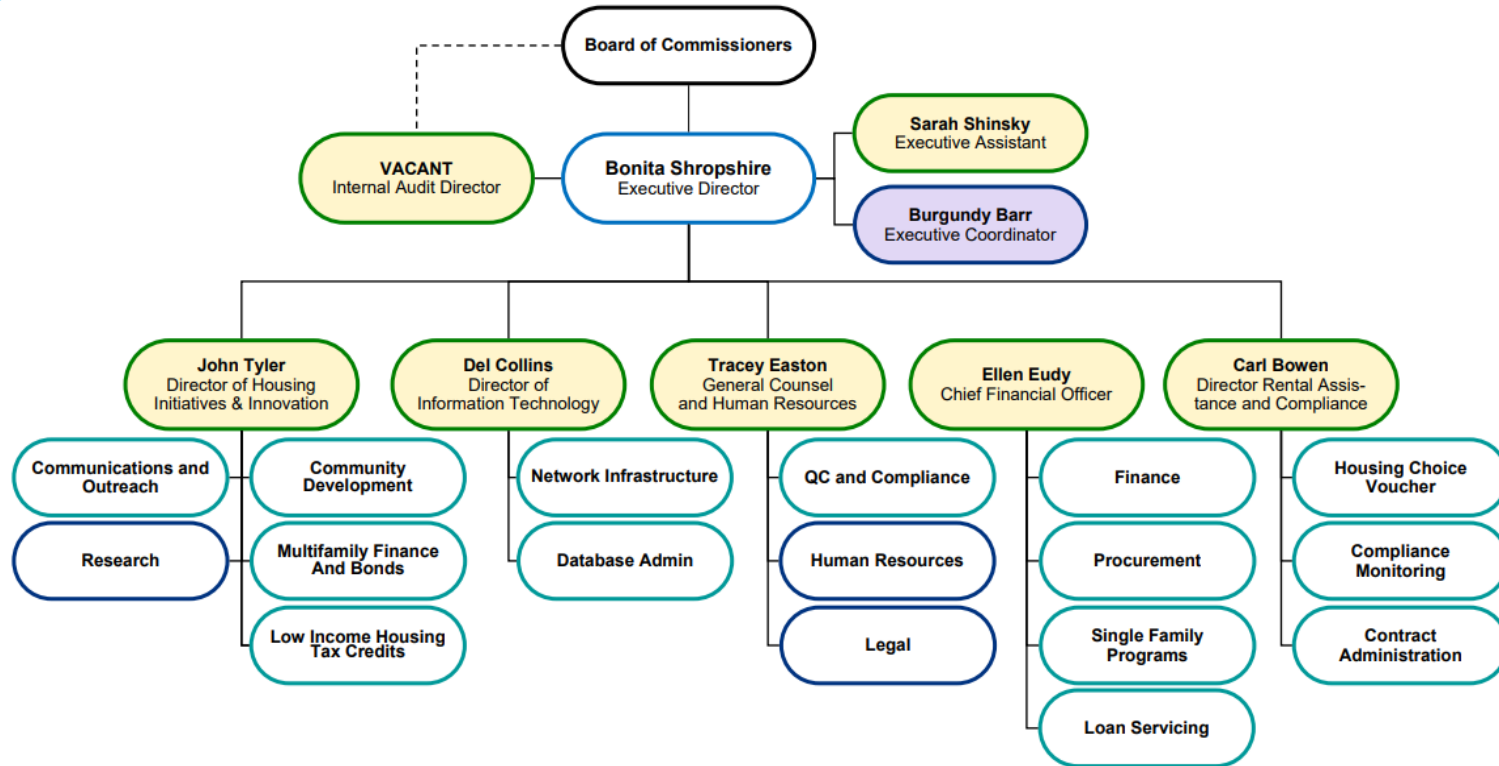 Board of Commissioners
Sarah Shinsky
Executive Assistant
VACANT
Internal Audit Director
Bonita Shropshire
Executive Director
Burgundy Barr
Executive Coordinator
John Tyler
Director of Housing
Initiatives & Innovation
Del Collins
Director of
Information Technology
Tracey Easton
General Counsel
and Human Resources
Ellen Eudy
Chief Financial Officer
Carl Bowen
Director Rental Assis-
tance and Compliance
Communications and
Outreach
Community
Development
Network Infrastructure
QC and Compliance
Finance
Housing Choice
Voucher
Research
Multifamily Finance
And Bonds
Database Admin
Human Resources
Procurement
Compliance
Monitoring
Low Income Housing
Tax Credits
Legal
Single Family
Programs
Contract
Administration
Loan Servicing